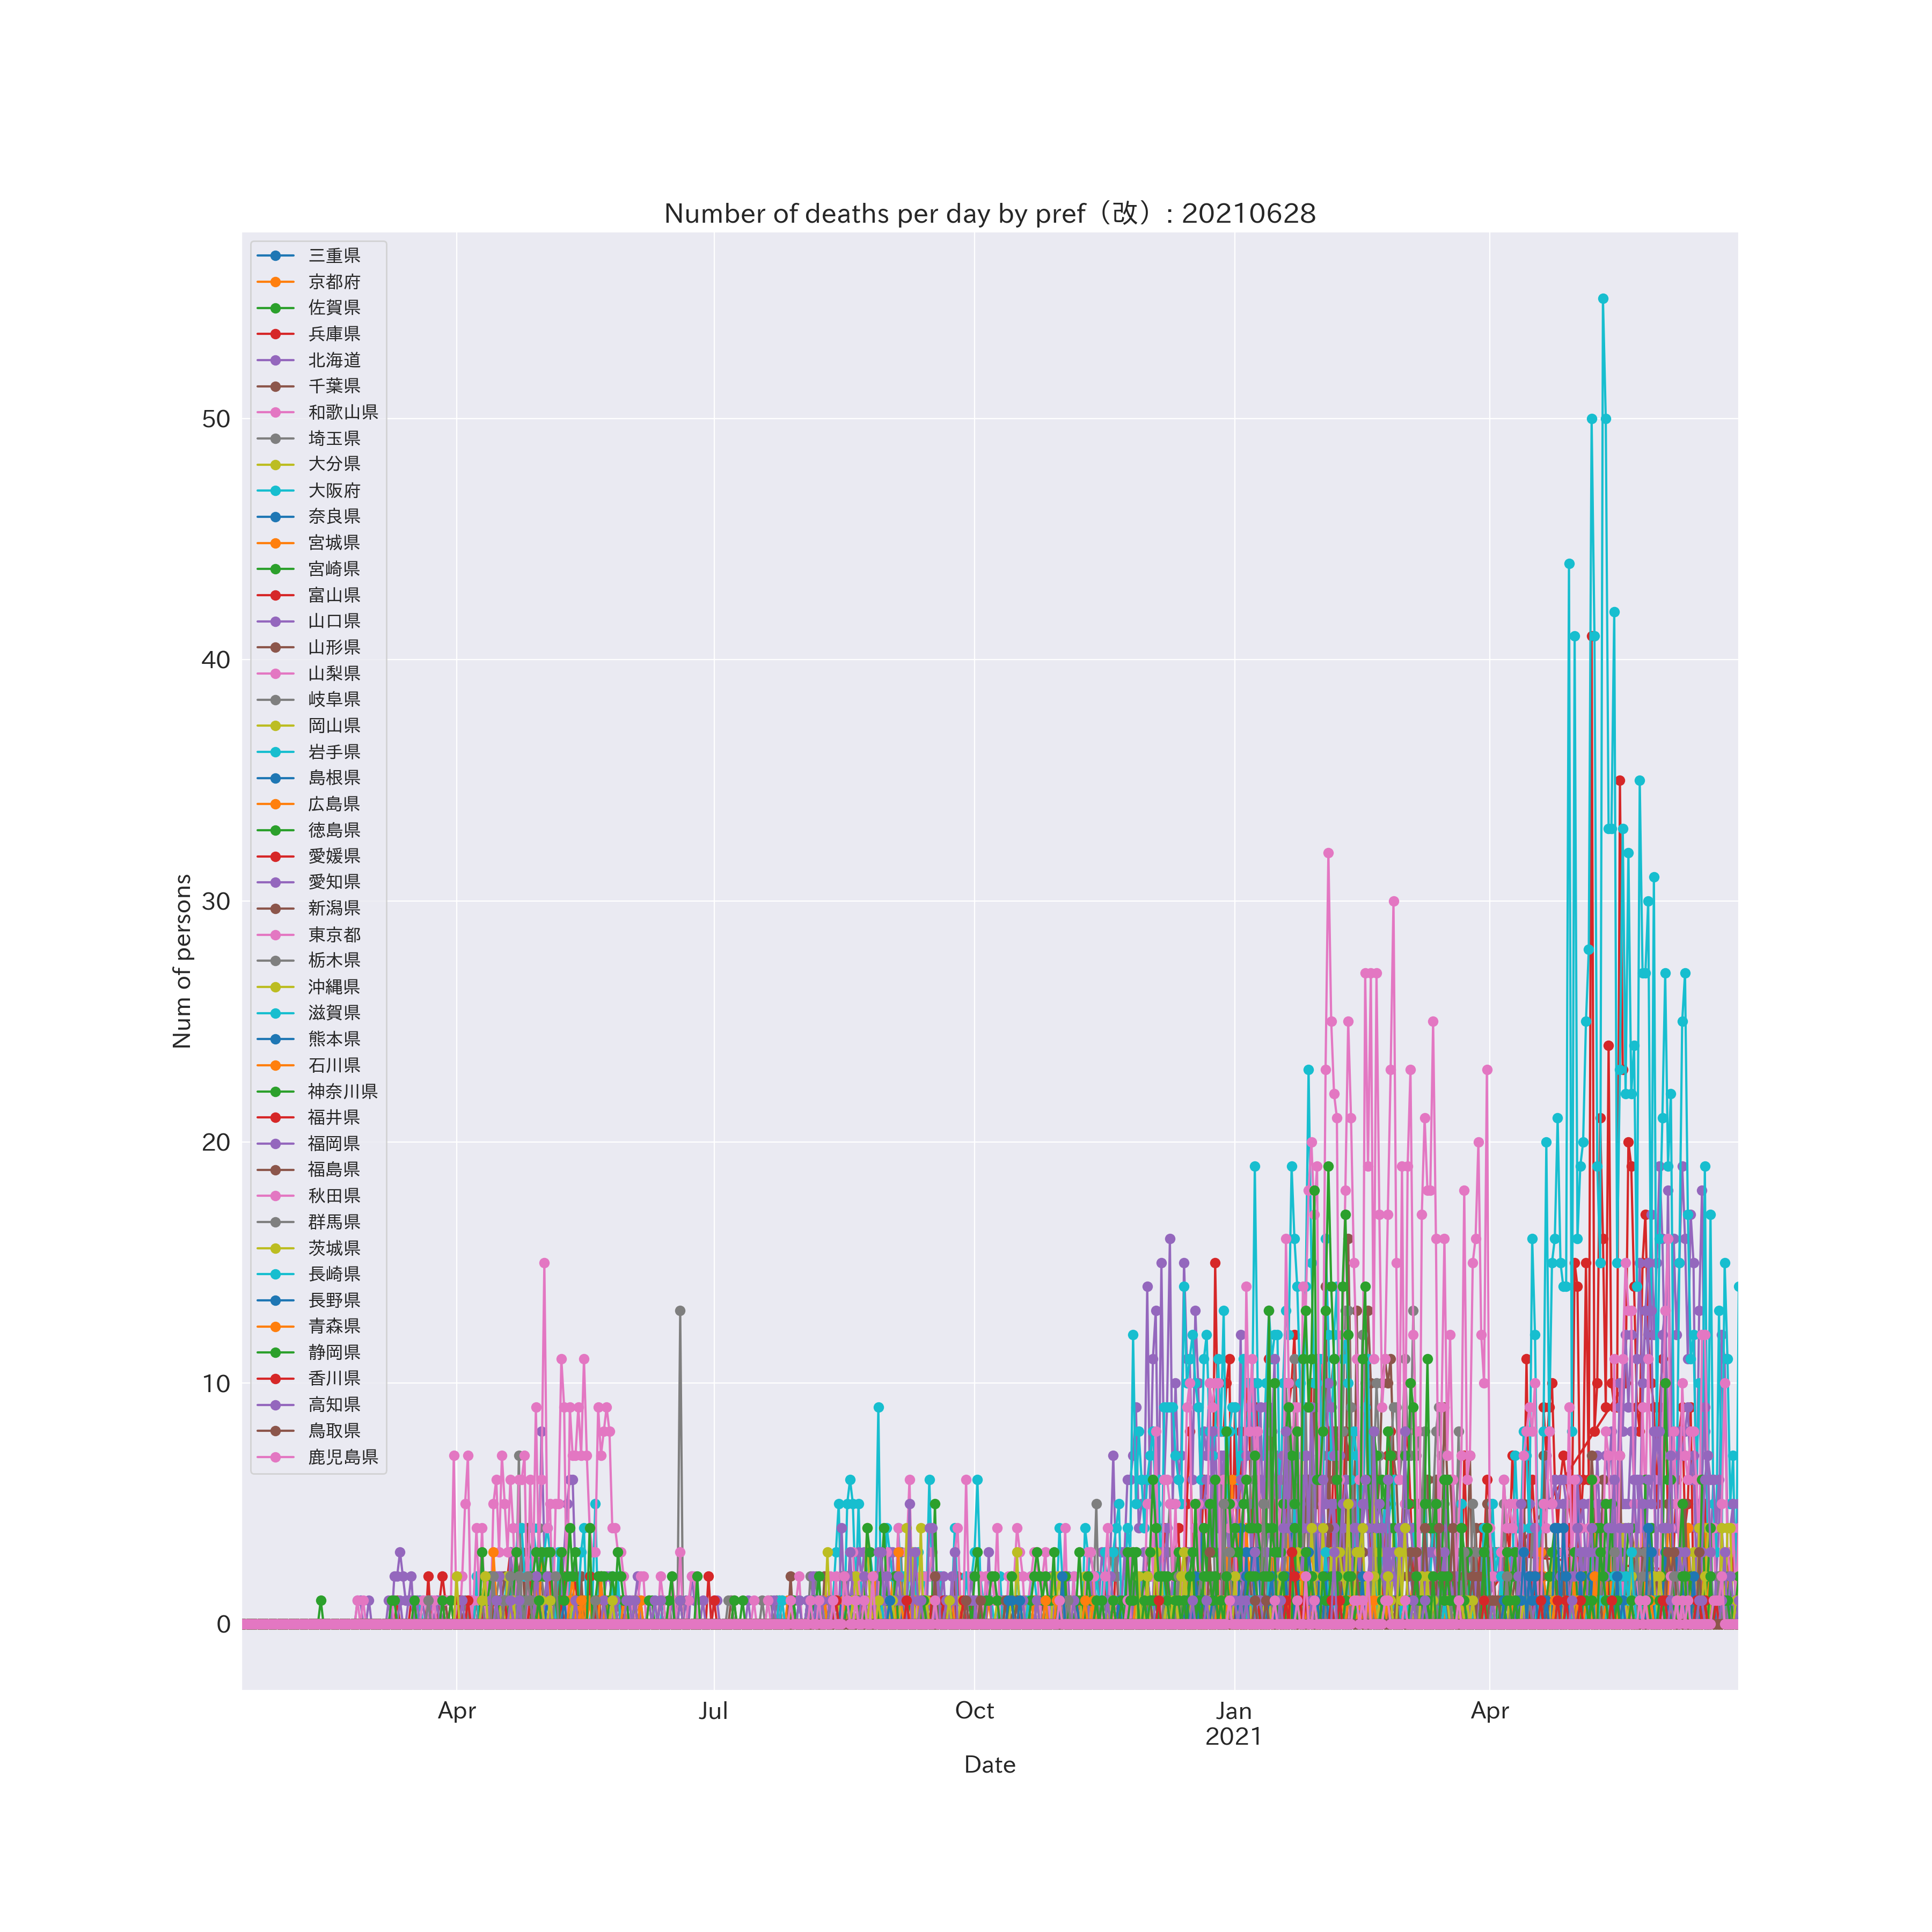 Number of deaths per day by pref（改）: 20210628
三重県
京都府
佐賀県
兵庫県
北海道
千葉県
和歌山県
埼玉県
大分県
大阪府
奈良県
宮城県
宮崎県
富山県
山口県
山形県
山梨県
岐阜県
岡山県
岩手県
島根県
広島県
徳島県
愛媛県
愛知県
新潟県
東京都
栃木県
沖縄県
滋賀県
熊本県
石川県
神奈川県
福井県
福岡県
福島県
秋田県
群馬県
茨城県
長崎県
長野県
青森県
静岡県
香川県
高知県
鳥取県
鹿児島県
50
40
30
20
10
0
Num of persons
Apr
Jul
Oct
Jan
2021
Apr
Date